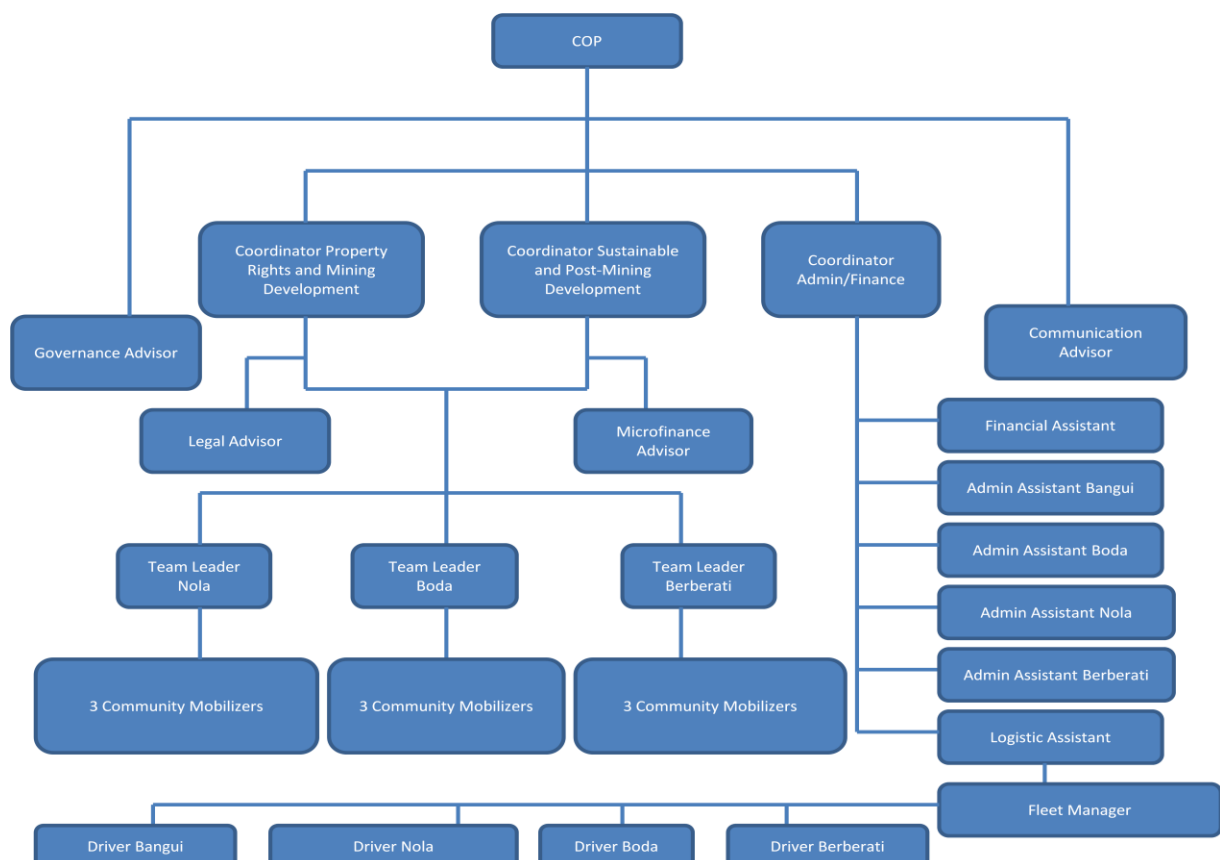 COP
Coordinator Property
Rights and Mining
Development
Coordinator Sustainable
and Post-Mining
Development
Coordinator
Admin/Finance
Governance Advisor
Communication
Advisor
Legal Advisor
Microfinance
Advisor
Financial Assistant
Admin Assistant Bangui
Admin Assistant Boda
Admin Assistant Nola
Admin Assistant Berberati
Logistic Assistant
Team Leader
Nola
Team Leader
Boda
Team Leader
Berberati
3 Community Mobilizers
3 Community Mobilizers
3 Community Mobilizers
Fleet Manager
Driver Bangui
Driver Nola
Driver Boda
Driver Berberati